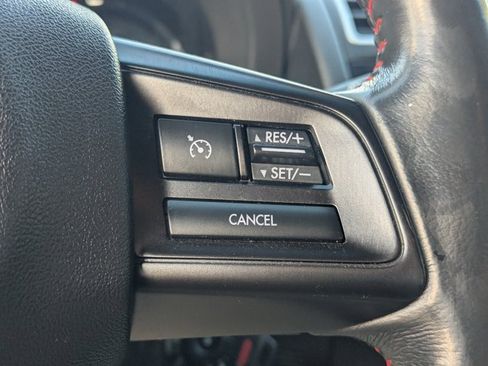 ▲ RES/+
▼ SET/−
CANCEL